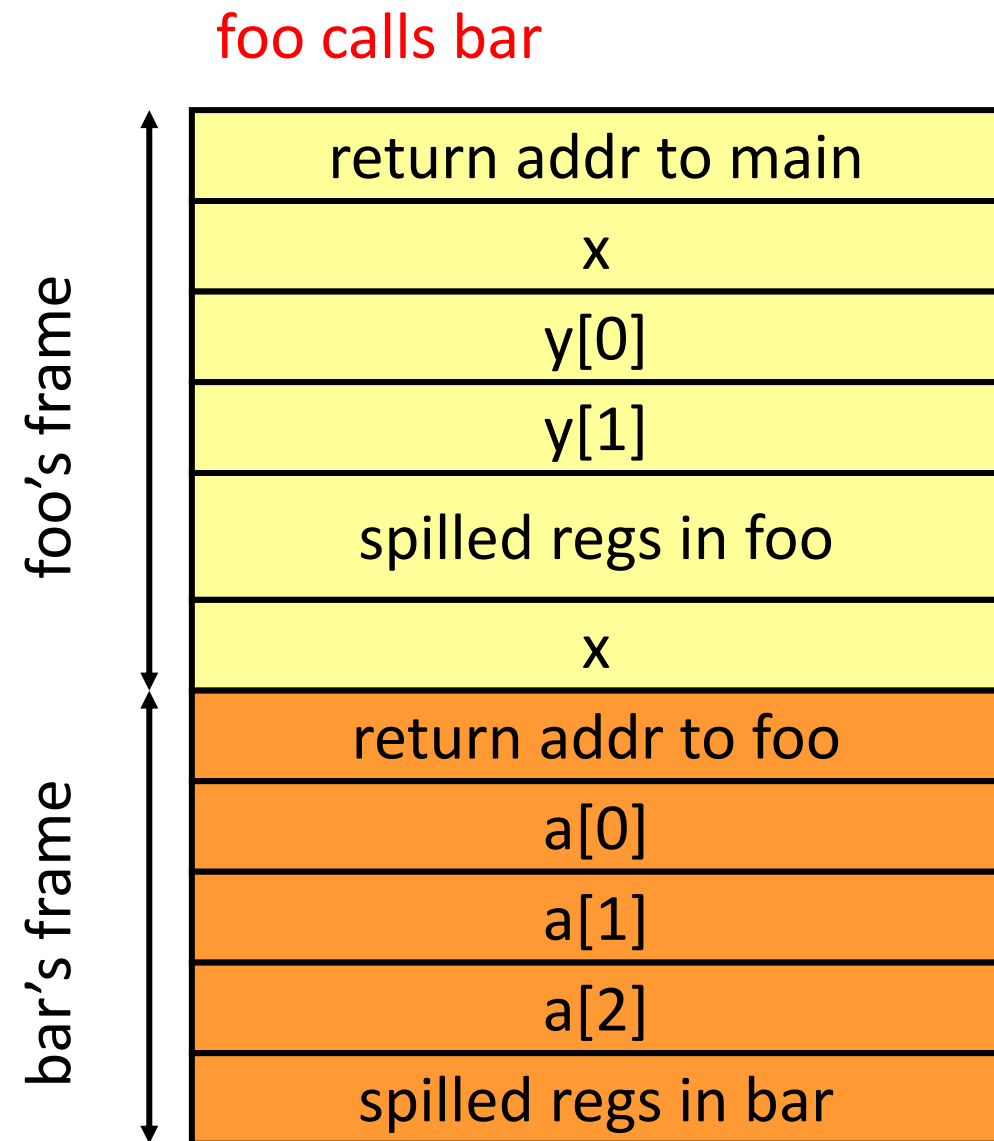 foo calls bar
foo’s frame
return addr to main
x
y[0]
y[1]
spilled regs in foo
x
bar’s frame
return addr to foo
a[0]
a[1]
a[2]
spilled regs in bar